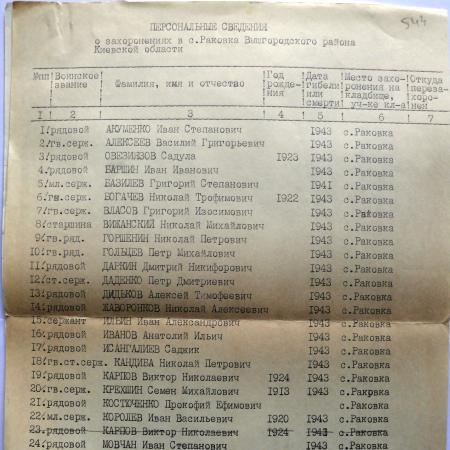 544
ПЕРСОНАЛЬНЫЕ СВЕДЕНИЯ
о захоронениях в с.Раковка Вышгородского района
Киевской области
№пп Воинское звание Фамилия, имя и отчество Год рождения Дата гибели или смерти Место захоронения на кладбище, уч-ке кл-а Откуда перезахоронен
1 2 3 4 5 6 7
1. рядовой АКУМЕНКО Иван Степанович 1943 с.Раковка
2. гв.серж. АЛЕКСЕЕВ Василий Григорьевич 1943 с.Раковка
3. рядовой ОВЕЗНЯЗОВ Садула 1923 1943 с.Раковка
4. рядовой БАРШИН Иван Иванович 1943 с.Раковка
5. мл.серж. БАЗИЛЕВ Григорий Степанович 1941 с.Раковка
6. гв.серж. БОГАЧЕВ Николай Трофимович 1922 1943 с.Раковка
7. гв.серж. ВЛАСОВ Григорий Изосимович 1943 с.Раковка
8. старшина ВИЖАНСКИЙ Николай Михайлович 1943 с.Раковка
9. гв.ряд. ГОРШЕНИН Николай Петрович 1943 с.Раковка
10. гв.ряд. ГОЛЬЦЕВ Петр Михайлович 1943 с.Раковка
11. рядовой ДАРКИН Дмитрий Никифорович 1943 с.Раковка
12. ст.серж. ДАДЕНКО Петр Дмитриевич 1943 с.Раковка
13. рядовой ДИДЬКОВ Алексей Тимофеевич 1943 с.Раковка
14. рядовой ЖАВОРОНКОВ Николай Алексеевич 1943 с.Раковка
15. сержант ИЛЬИН Иван Александрович 1943 с.Раковка
16. рядовой ИВАНОВ Анатолий Ильич 1943 с.Раковка
17. рядовой ИСАНГАЛИЕВ Саджик 1943 с.Раковка
18. гв.ст.серж. КАНДИБА Николай Петрович 1943 с.Раковка
19. рядовой КАРПОВ Виктор Николаевич 1924 1943 с.Раковка
20. гв.серж. КРЕХШИН Семен Михайлович 1913 1943 с.Раковка
21. рядовой КОСТЮЧЕНКО Прокофий Ефимович с.Раковка
22. мл.серж. КОРОЛЕВ Иван Васильевич 1920 1943 с.Раковка
23. рядовой КАРПОВ Виктор Николаевич 1924 1943 с.Раковка
24. рядовой МОВЧАН Иван Степанович 1943 с.Раковка